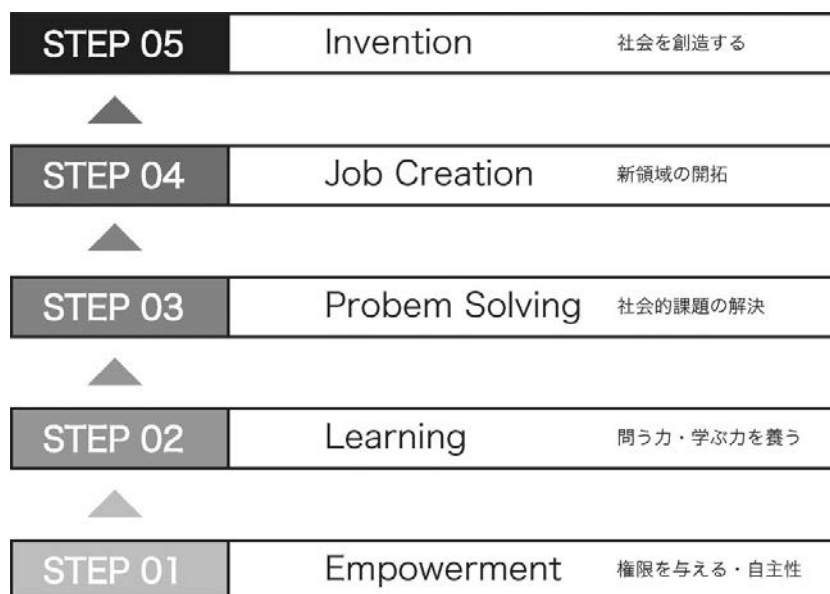 STEP 05 Invention 社会を創造する
STEP 04 Job Creation 新領域の開拓
STEP 03 Probem Solving 社会的課題の解決
STEP 02 Learning 問う力・学ぶ力を養う
STEP 01 Empowerment 権限を与える・自主性